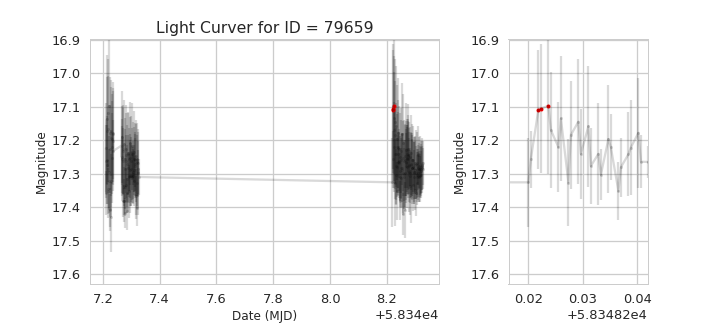 Light Curver for ID = 79659
Magnitude
16.9
17.0
17.1
17.2
17.3
17.4
17.5
17.6
7.2 7.4 7.6 7.8 8.0 8.2
Date (MJD) +5.834e4
Magnitude
16.9
17.0
17.1
17.2
17.3
17.4
17.5
17.6
0.02 0.03 0.04
+5.83482e4